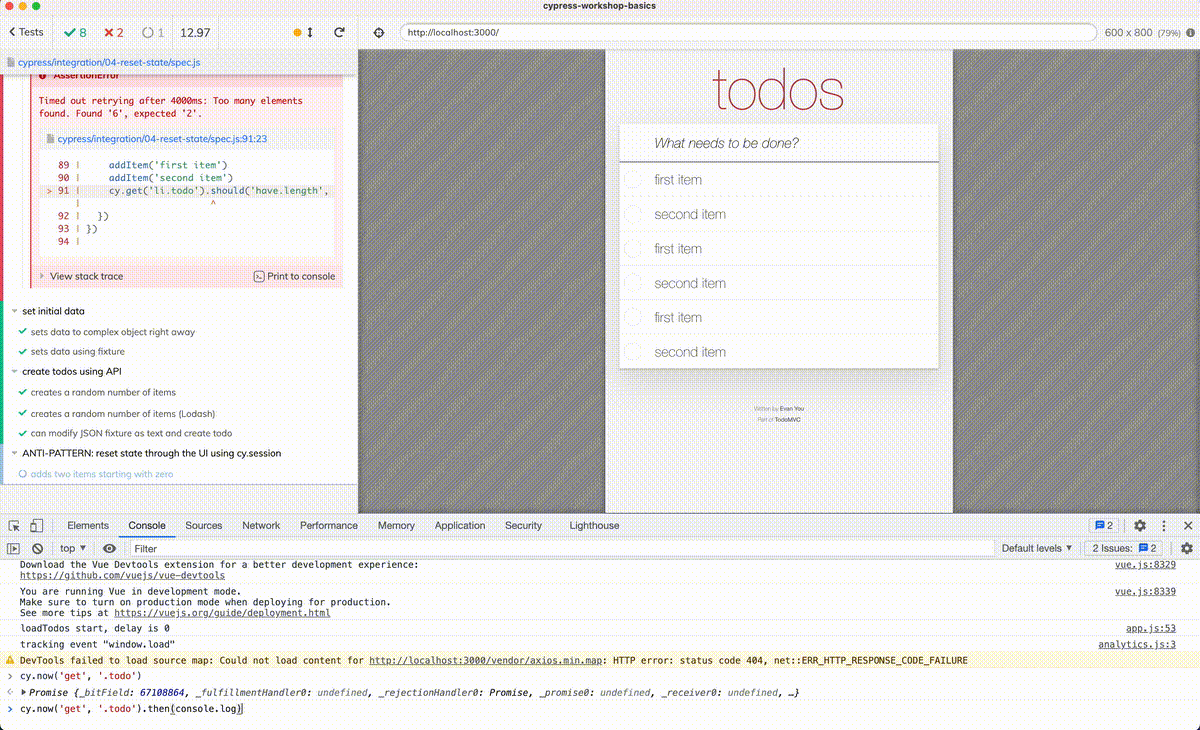 cypress-workshop-basics
Tests 8 2 1 12.97
http://localhost:3000/ 600 x 800 (79%)
cypress/integration/04-reset-state/spec.js
AssertionError
Timed out retrying after 4000ms: Too many elements
found. Found '6', expected '2'.
cypress/integration/04-reset-state/spec.js:91:23
89 | addItem('first item')
90 | addItem('second item')
> 91 | cy.get('li.todo').should('have.length',
| ^
92 | })
93 | })
94 |
View stack trace Print to console
set initial data
sets data to complex object right away
sets data using fixture
create todos using API
creates a random number of items
creates a random number of items (Lodash)
can modify JSON fixture as text and create todo
ANTI-PATTERN: reset state through the UI using cy.session
adds two items starting with zero
todos
What needs to be done?
first item
second item
first item
second item
first item
second item
Written by Evan You
Part of TodoMVC
Elements Console Sources Network Performance Memory Application Security Lighthouse 2
top ▼ Filter Default levels ▼ 2 Issues: 2
Download the Vue Devtools extension for a better development experience: vue.js:8329
https://github.com/vuejs/vue-devtools
You are running Vue in development mode. vue.js:8339
Make sure to turn on production mode when deploying for production.
See more tips at https://vuejs.org/guide/deployment.html
loadTodos start, delay is 0 app.js:53
tracking event "window.load" analytics.js:3
DevTools failed to load source map: Could not load content for http://localhost:3000/vendor/axios.min.map: HTTP error: status code 404, net::ERR_HTTP_RESPONSE_CODE_FAILURE
> cy.now('get', '.todo')
Promise {_bitField: 67108864, _fulfillmentHandler0: undefined, _rejectionHandler0: Promise, _promise0: undefined, _receiver0: undefined, …}
> cy.now('get', '.todo').then(console.log)